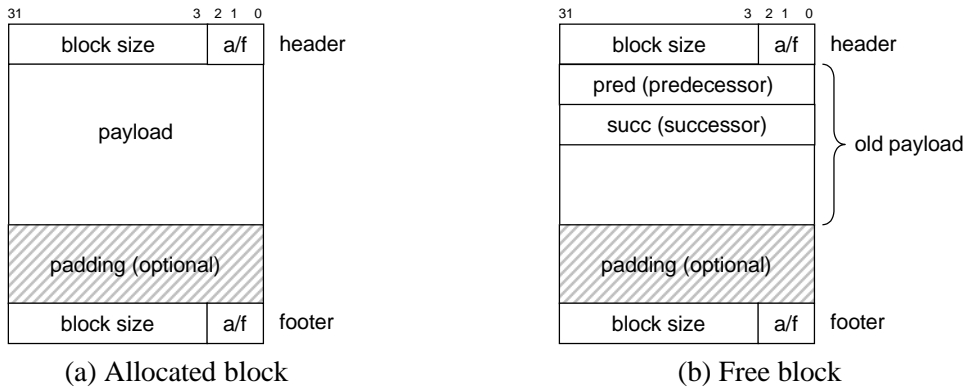 31 3 2 1 0
block size a/f header
payload
padding (optional)
block size a/f footer
(a) Allocated block
31 3 2 1 0
block size a/f header
pred (predecessor)
succ (successor)
old payload
padding (optional)
block size a/f footer
(b) Free block